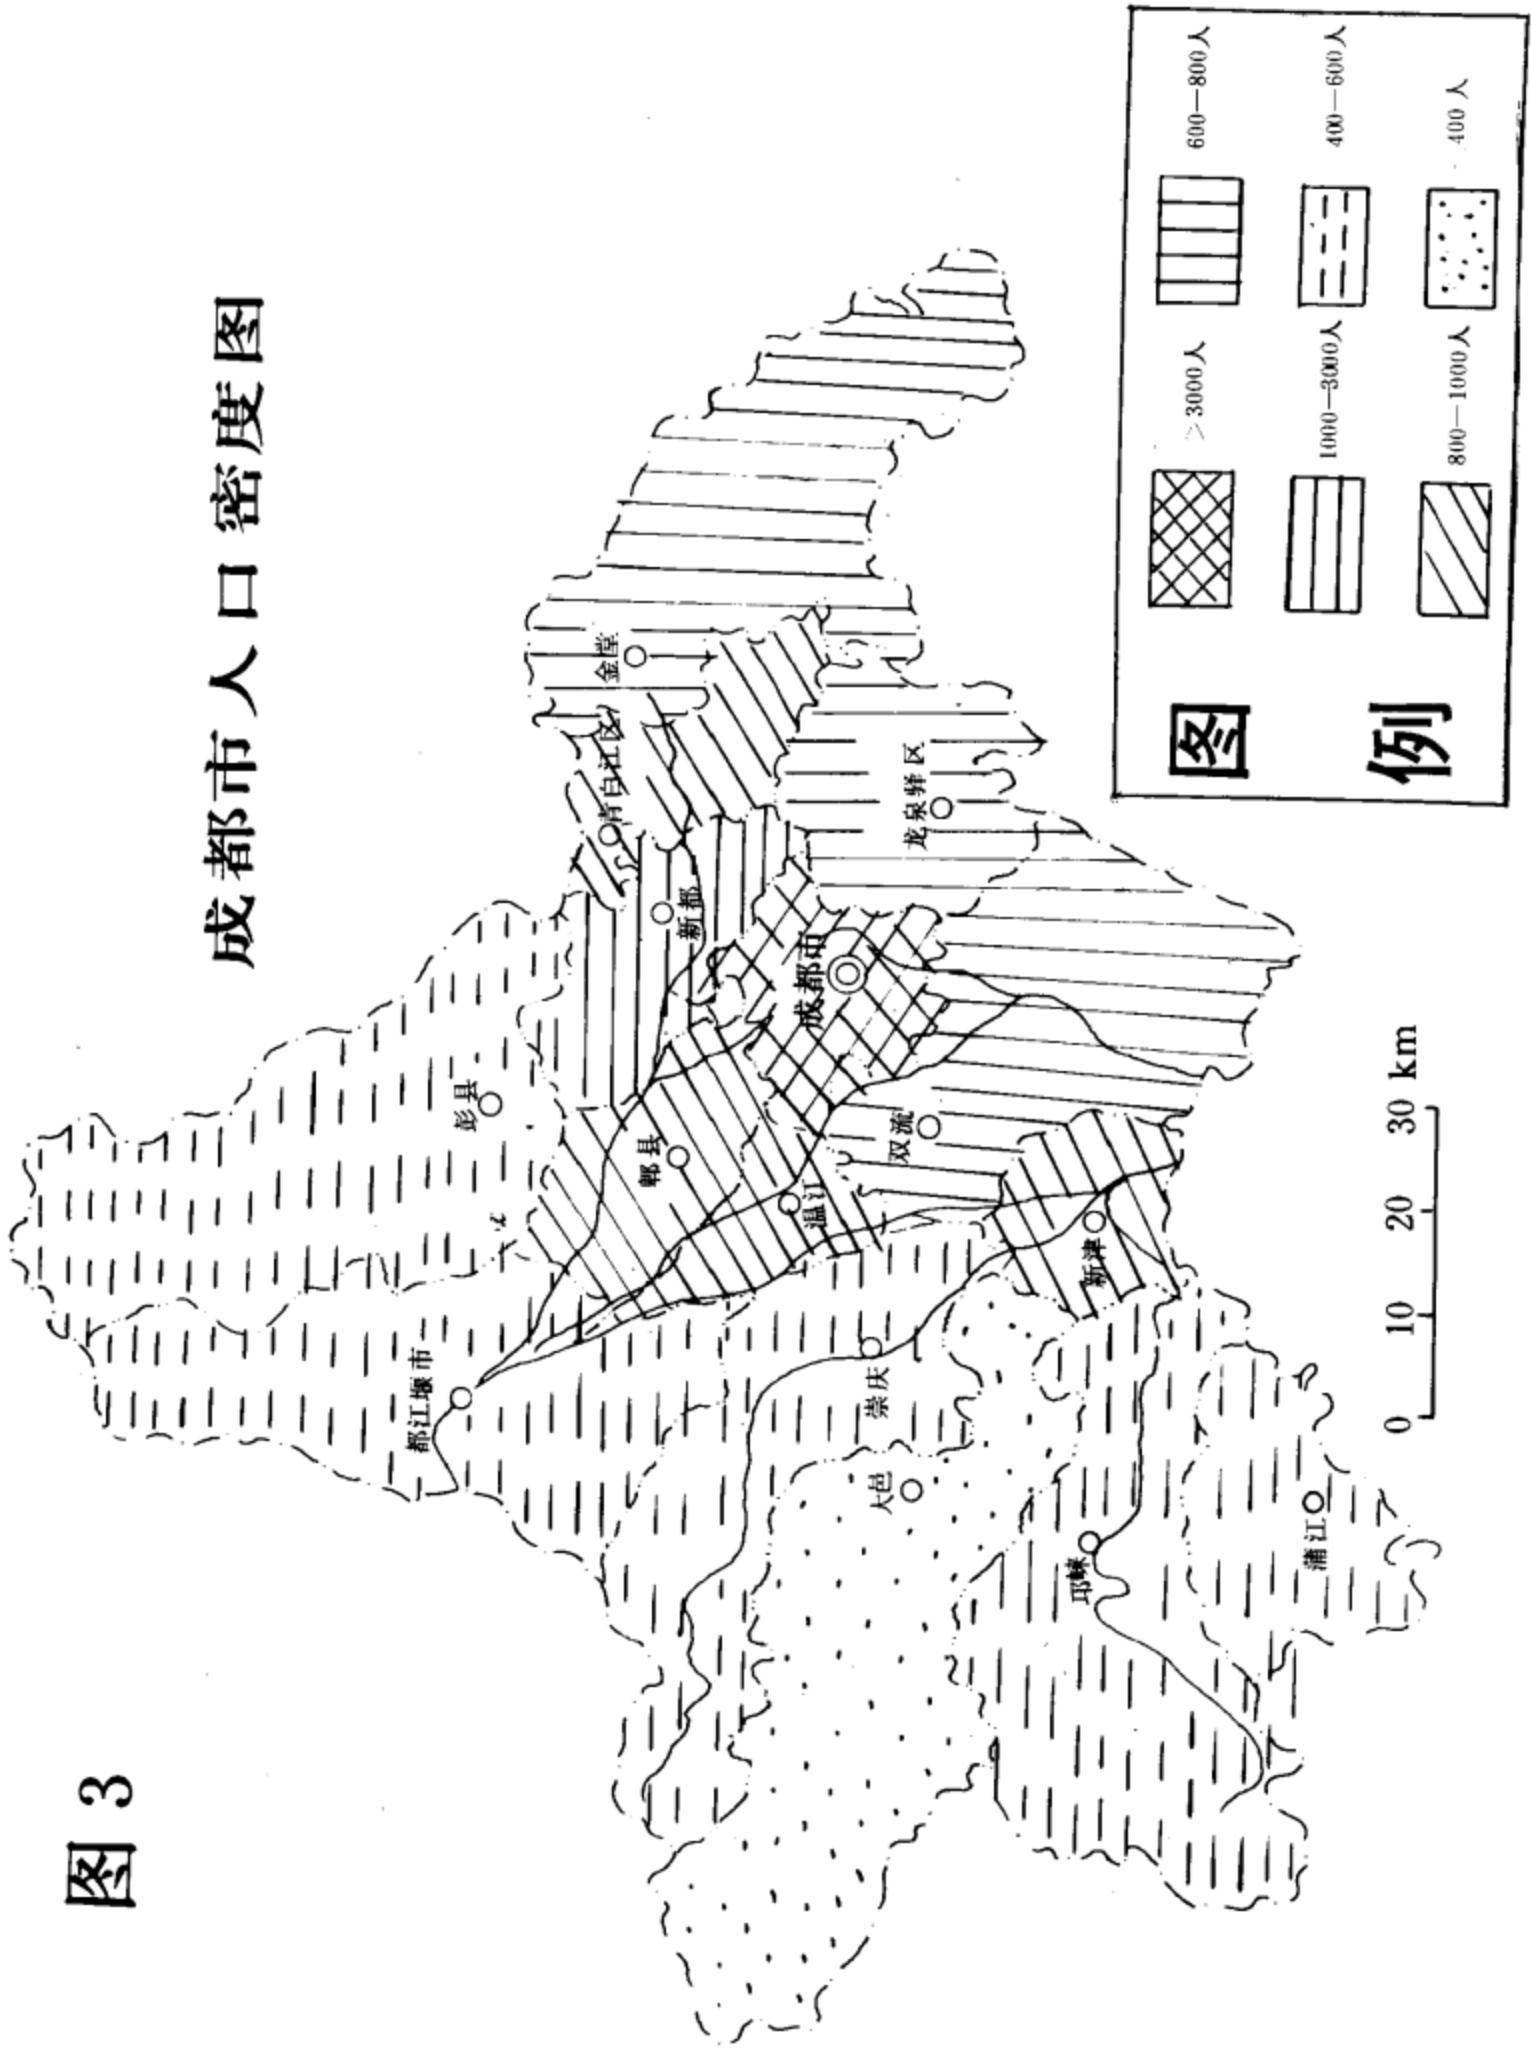 图 3
成都市人口密度图
彭县
都江堰市
青白江区
金堂
新都
郫县
成都市
温江
龙泉驿区
双流
崇庆
大邑
新津
邛崃
蒲江
图例
>3000人
600—800人
1000—3000人
400—600人
800—1000人
400人
0 10 20 30 km